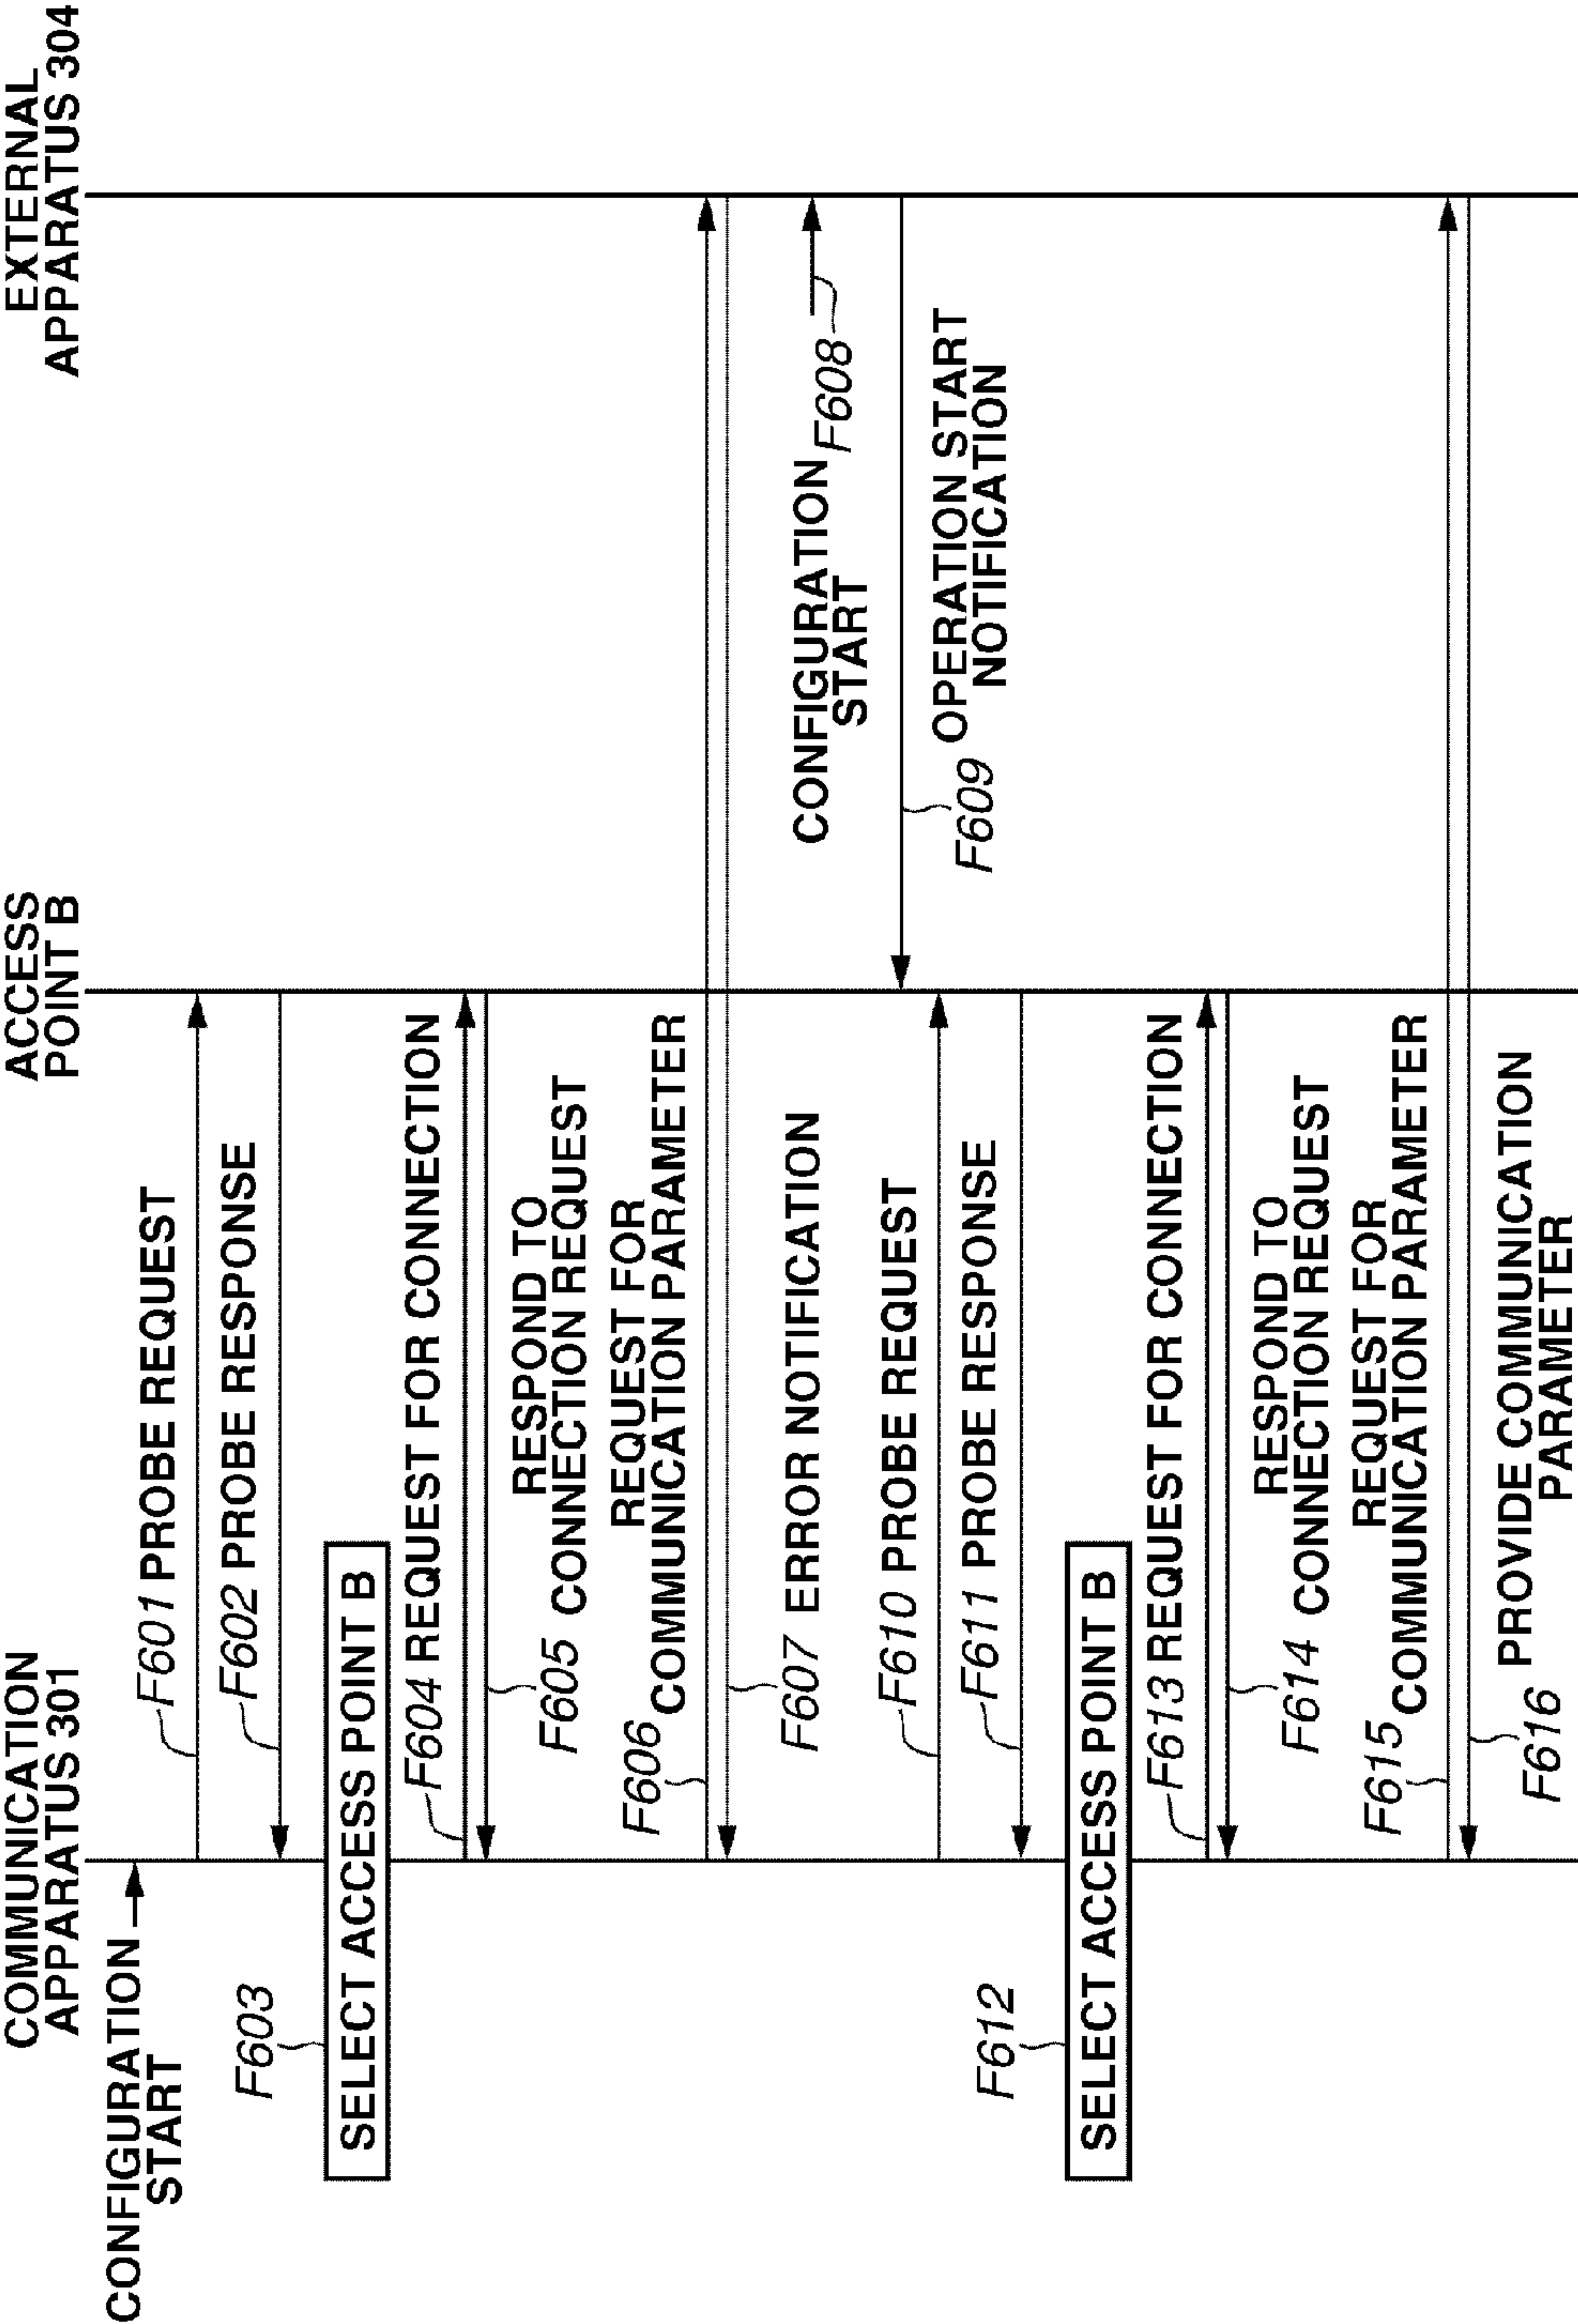 COMMUNICATION
APPARATUS 301
ACCESS
POINT B
EXTERNAL
APPARATUS 304
CONFIGURATION
START
F601 PROBE REQUEST
F602 PROBE RESPONSE
F603
SELECT ACCESS POINT B
F604 REQUEST FOR CONNECTION
RESPOND TO
F605 CONNECTION REQUEST
REQUEST FOR
F606 COMMUNICATION PARAMETER
F607 ERROR NOTIFICATION
CONFIGURATION
START
F608
F609 OPERATION START
NOTIFICATION
F610 PROBE REQUEST
F611 PROBE RESPONSE
F612
SELECT ACCESS POINT B
F613 REQUEST FOR CONNECTION
RESPOND TO
F614 CONNECTION REQUEST
REQUEST FOR
F615 COMMUNICATION PARAMETER
PROVIDE COMMUNICATION
F616 PARAMETER